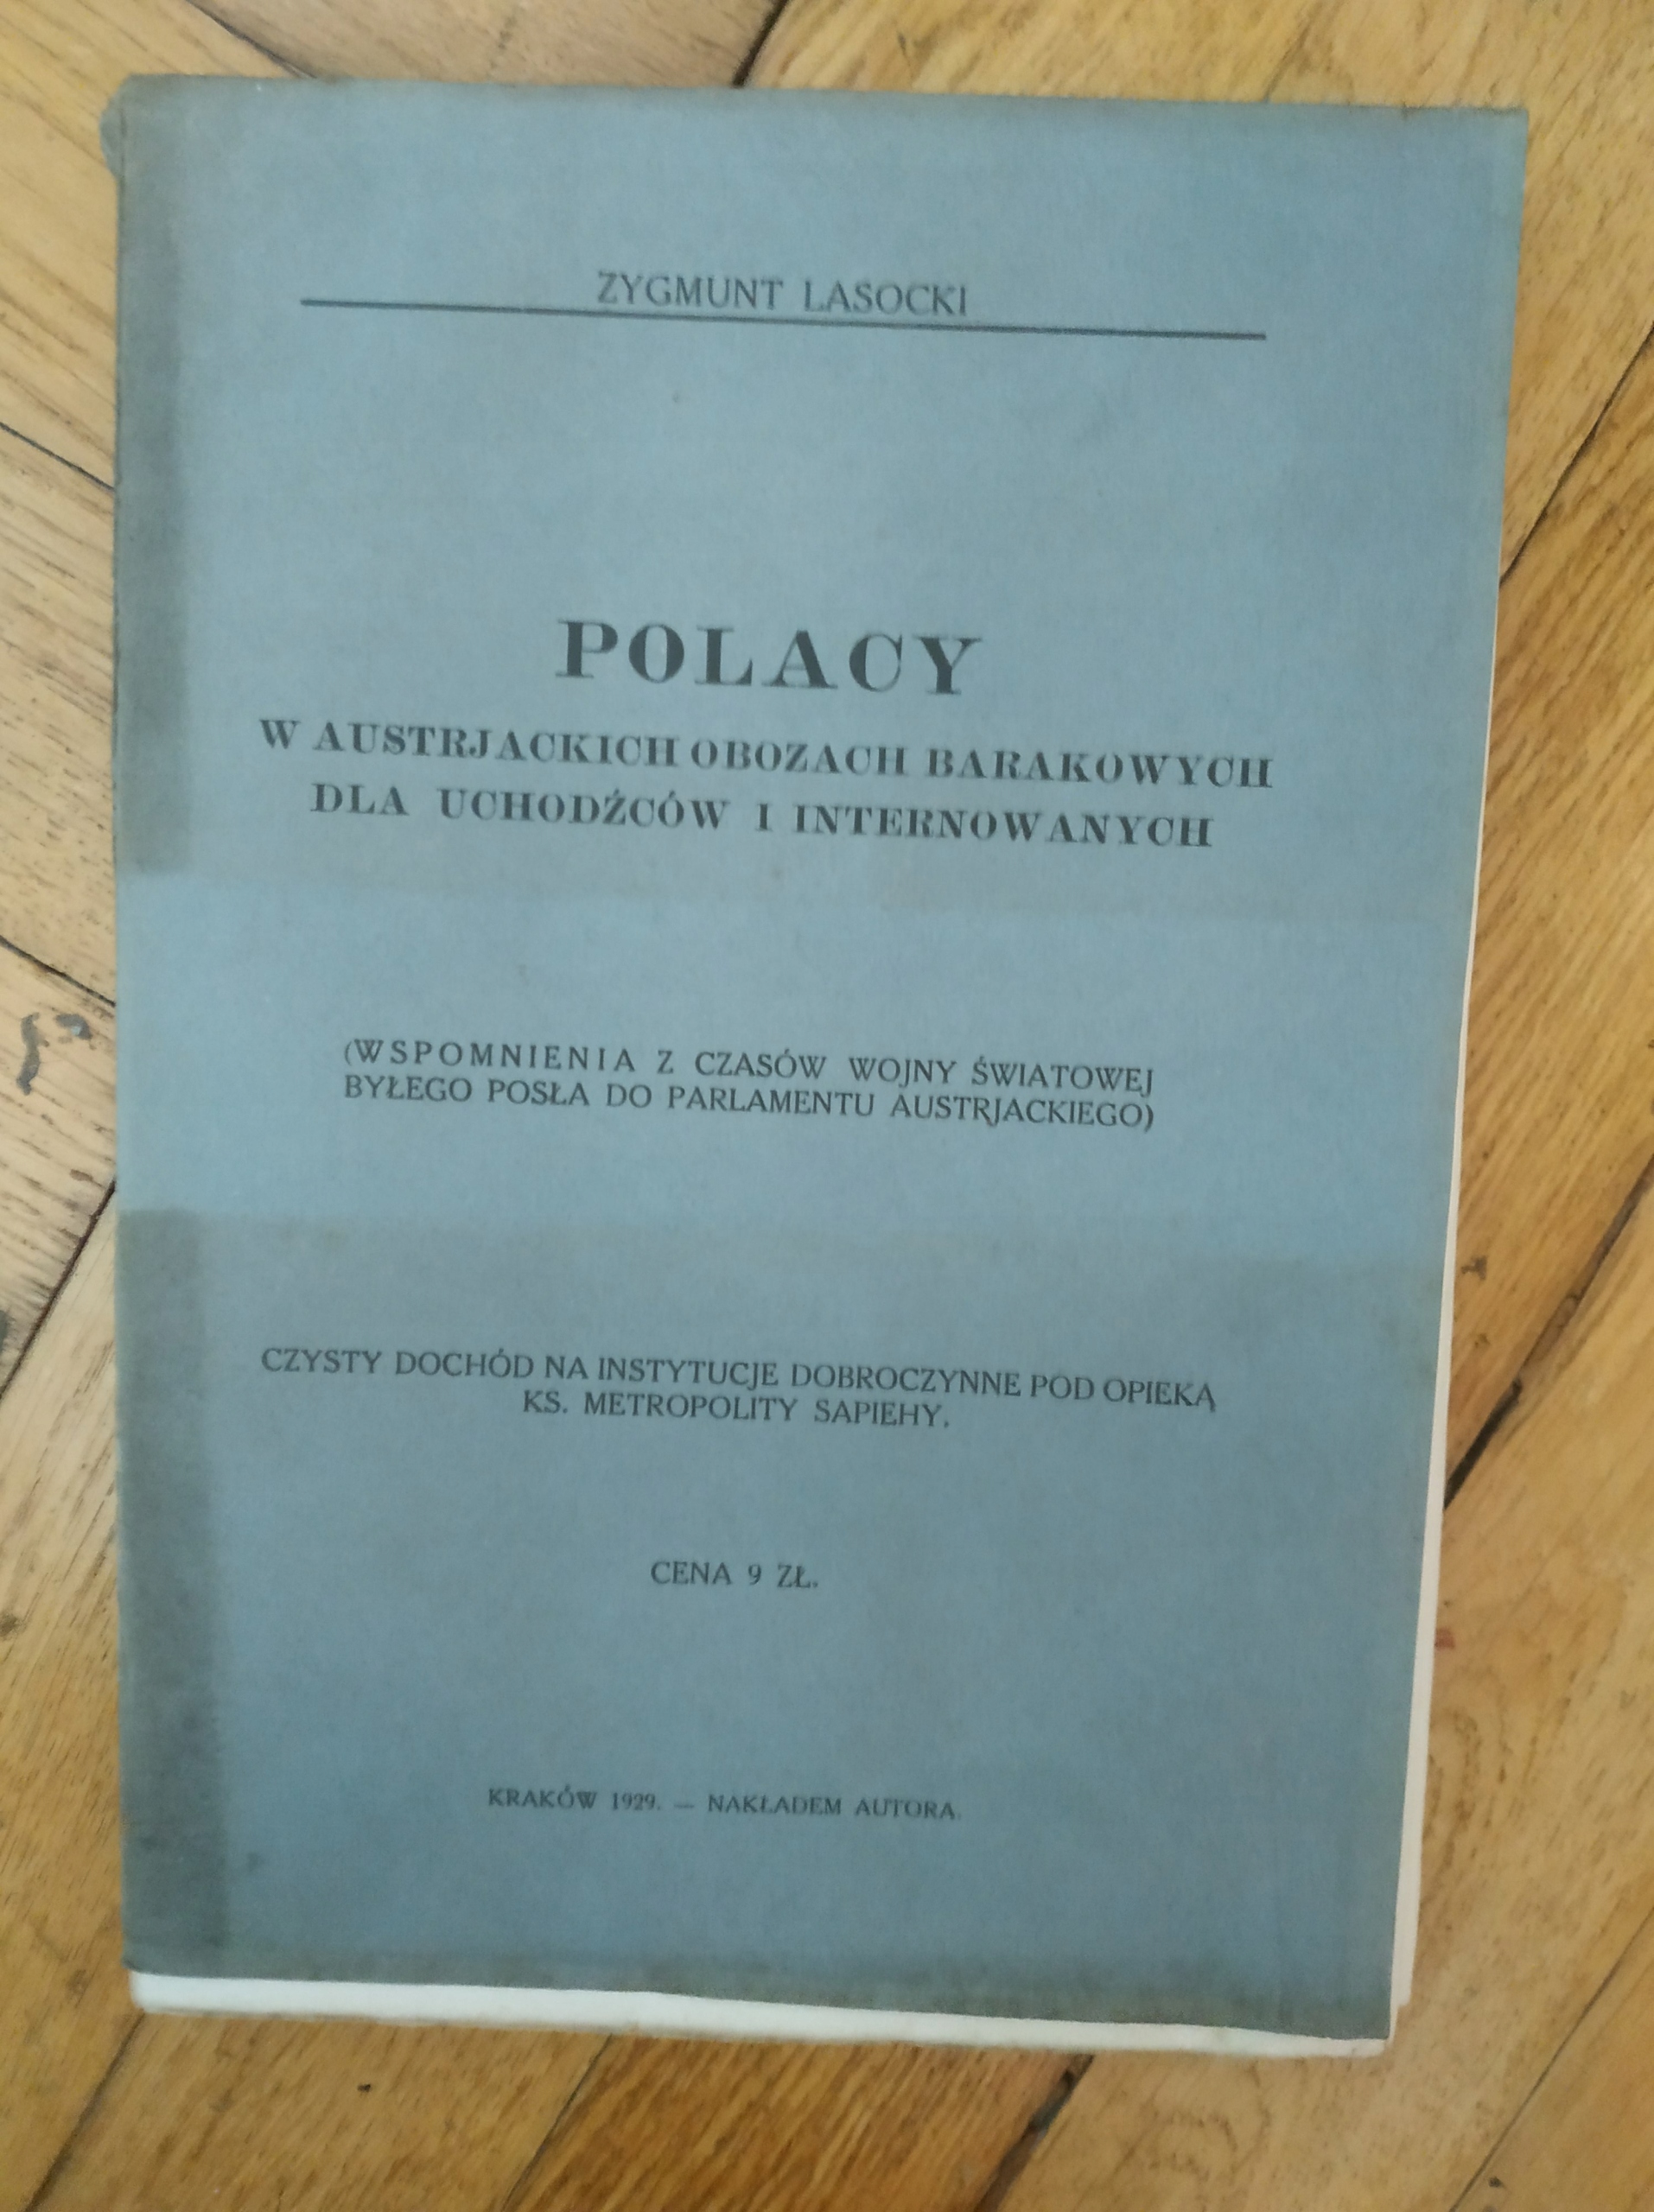 ZYGMUNT LASOCKI
POLACY
W AUSTRJACKICH OBOZACH BARAKOWYCH
DLA UCHODŹCÓW I INTERNOWANYCH
(WSPOMNIENIA Z CZASÓW WOJNY ŚWIATOWEJ
BYŁEGO POSŁA DO PARLAMENTU AUSTRJACKIEGO)
CZYSTY DOCHÓD NA INSTYTUCJE DOBROCZYNNE POD OPIEKĄ
KS. METROPOLITY SAPIEHY.
CENA 9 ZŁ.
KRAKÓW 1929. — NAKŁADEM AUTORA.